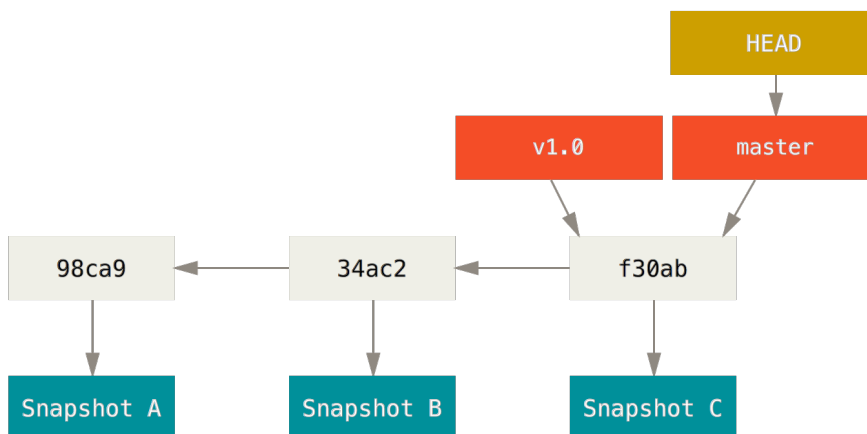 HEAD
v1.0
master
98ca9
34ac2
f30ab
Snapshot A
Snapshot B
Snapshot C